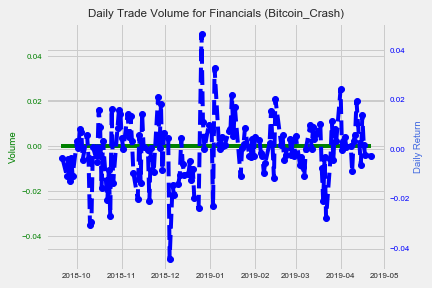 Daily Trade Volume for Financials (Bitcoin_Crash)
0.04
0.02
0.00
−0.02
−0.04
Volume
0.04
0.02
0.00
−0.02
−0.04
Daily Return
2018-10 2018-11 2018-12 2019-01 2019-02 2019-03 2019-04 2019-05